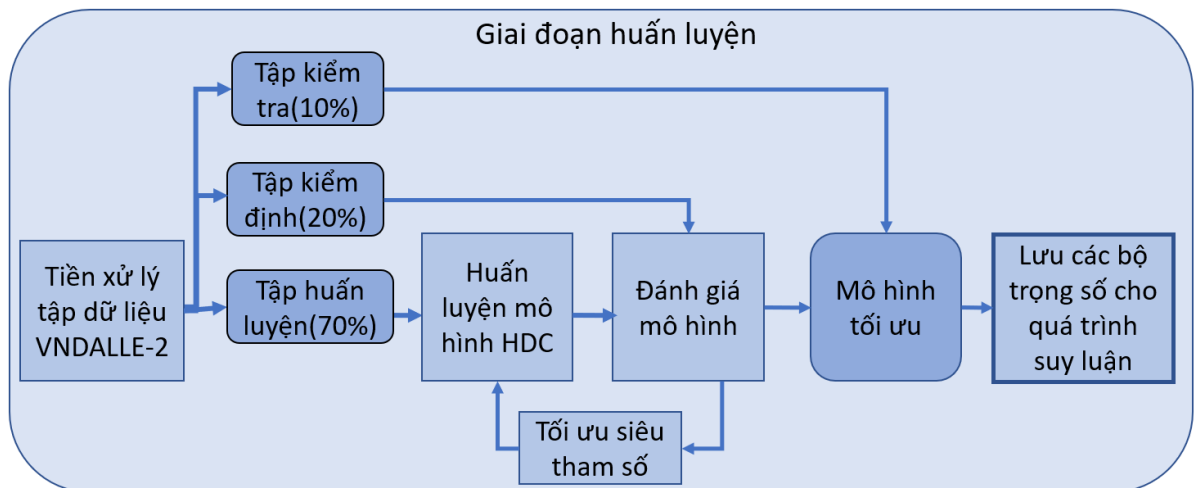 Giai đoạn huấn luyện
Tập kiểm
tra(10%)
Tập kiểm
định(20%)
Tiền xử lý
tập dữ liệu
VNDALLE-2
Tập huấn
luyện(70%)
Huấn
luyện mô
hình HDC
Đánh giá
mô hình
Mô hình
tối ưu
Lưu các bộ
trọng số cho
quá trình
suy luận
Tối ưu siêu
tham số